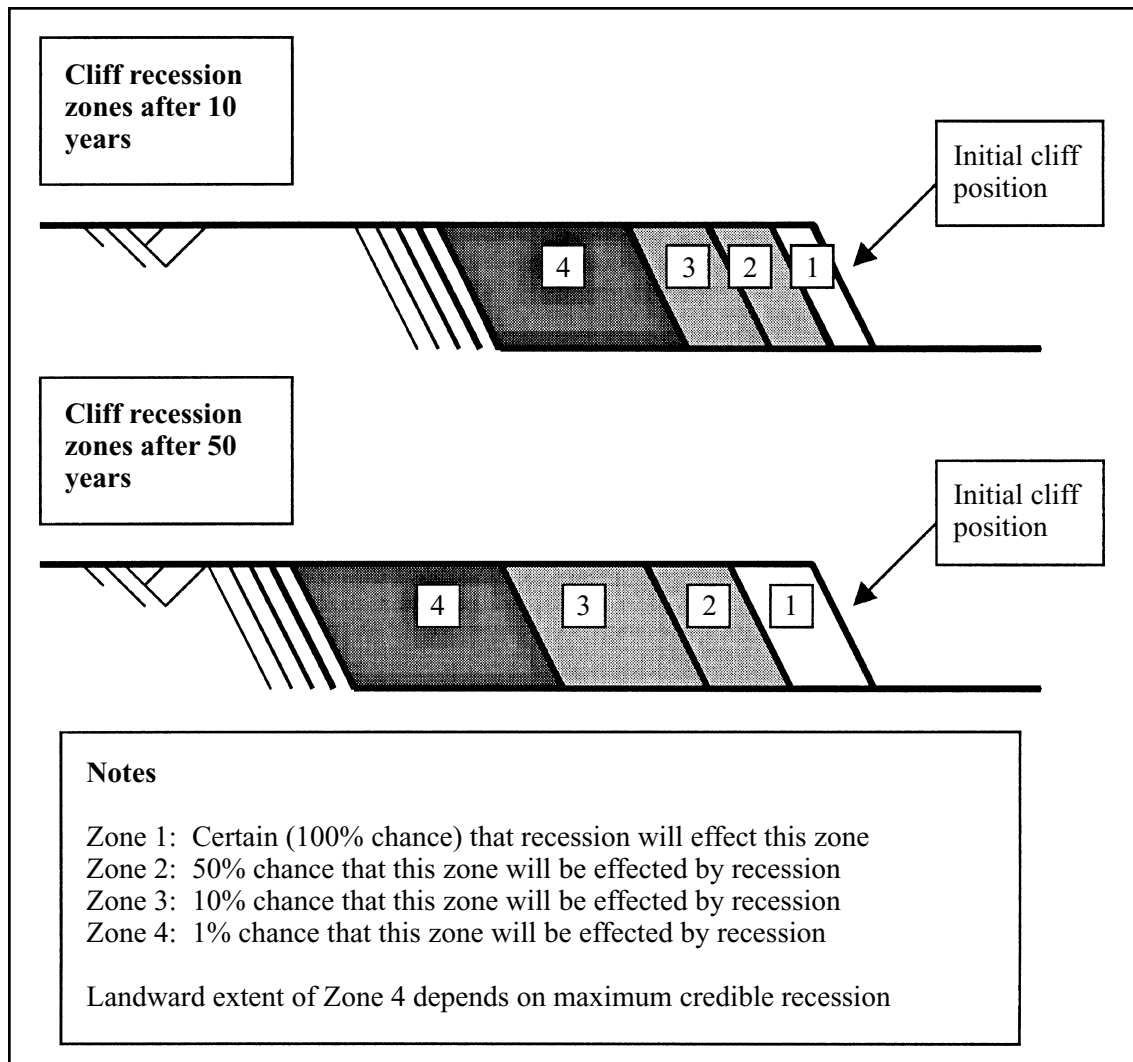 Cliff recession
zones after 10
years
Initial cliff
position
4
3
2
1
Cliff recession
zones after 50
years
Initial cliff
position
4
3
2
1
Notes
Zone 1: Certain (100% chance) that recession will effect this zone
Zone 2: 50% chance that this zone will be effected by recession
Zone 3: 10% chance that this zone will be effected by recession
Zone 4: 1% chance that this zone will be effected by recession
Landward extent of Zone 4 depends on maximum credible recession